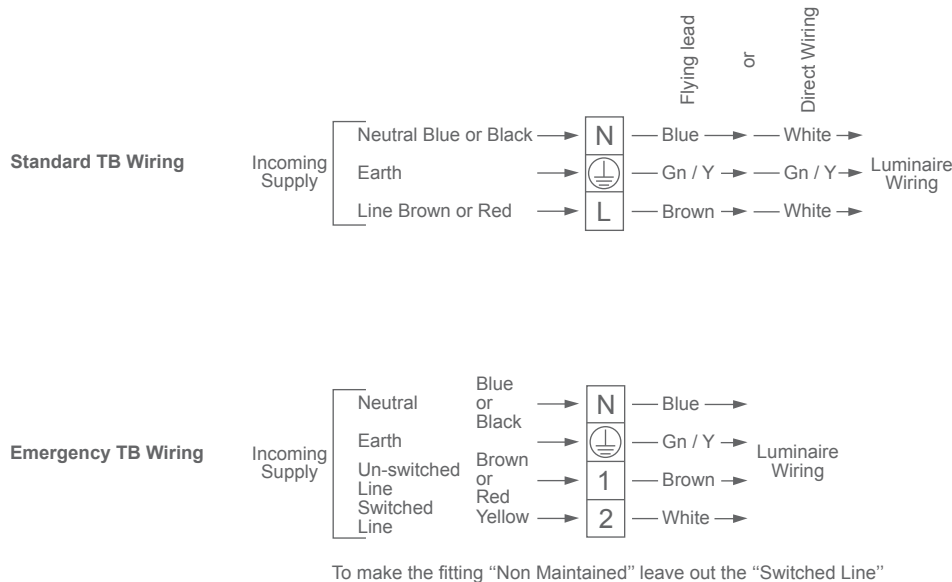 Flying lead
or
Direct Wiring
Standard TB Wiring
Incoming
Supply
Neutral Blue or Black
N
Blue
White
Earth
Gn / Y
Gn / Y
Line Brown or Red
L
Brown
White
Luminaire
Wiring
Emergency TB Wiring
Incoming
Supply
Neutral
Blue
or
Black
N
Blue
Earth
Gn / Y
Un-switched
Line
Brown
or
Red
1
Brown
Switched
Line
Yellow
2
White
Luminaire
Wiring
To make the fitting “Non Maintained” leave out the “Switched Line”